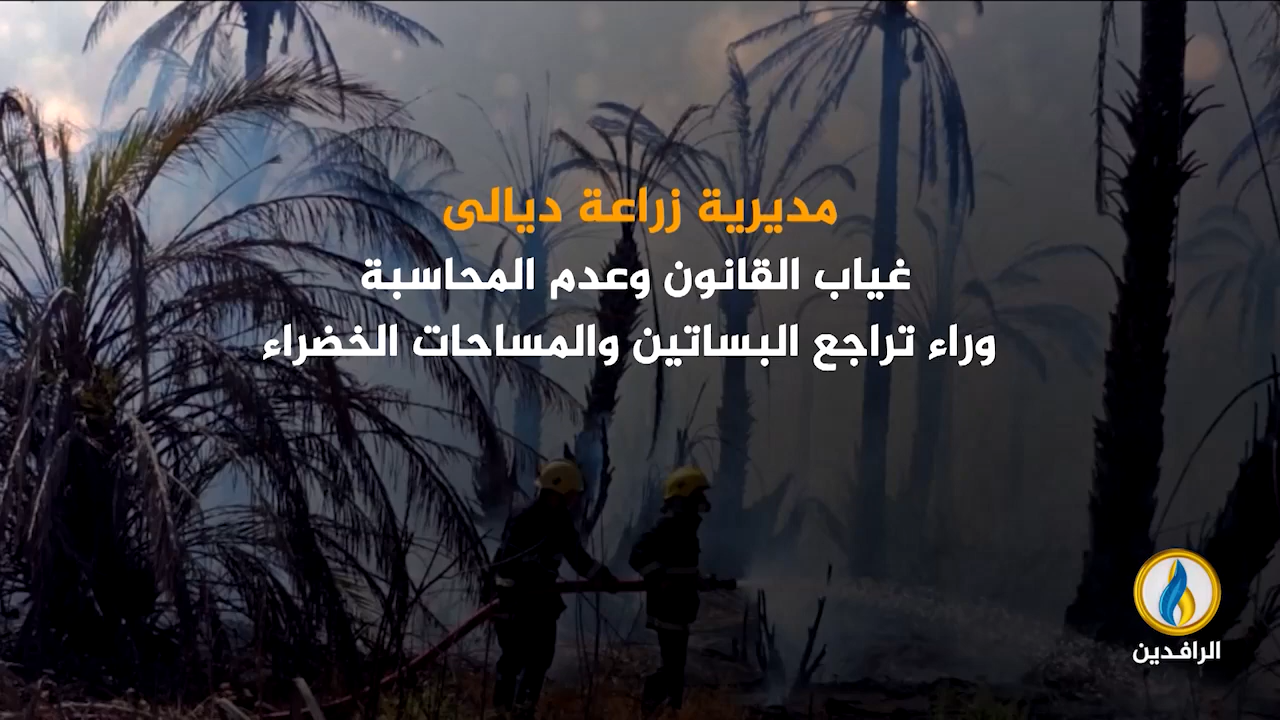 مديرية زراعة ديالى
غياب القانون وعدم المحاسبة
وراء تراجع البساتين والمساحات الخضراء
الرافدين